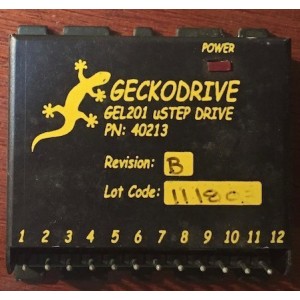 POWER
GECKODRIVE
GEL201 uSTEP DRIVE
PN: 40213
Revision: B
Lot Code: 1118C
1 2 3 4 5 6 7 8 9 10 11 12